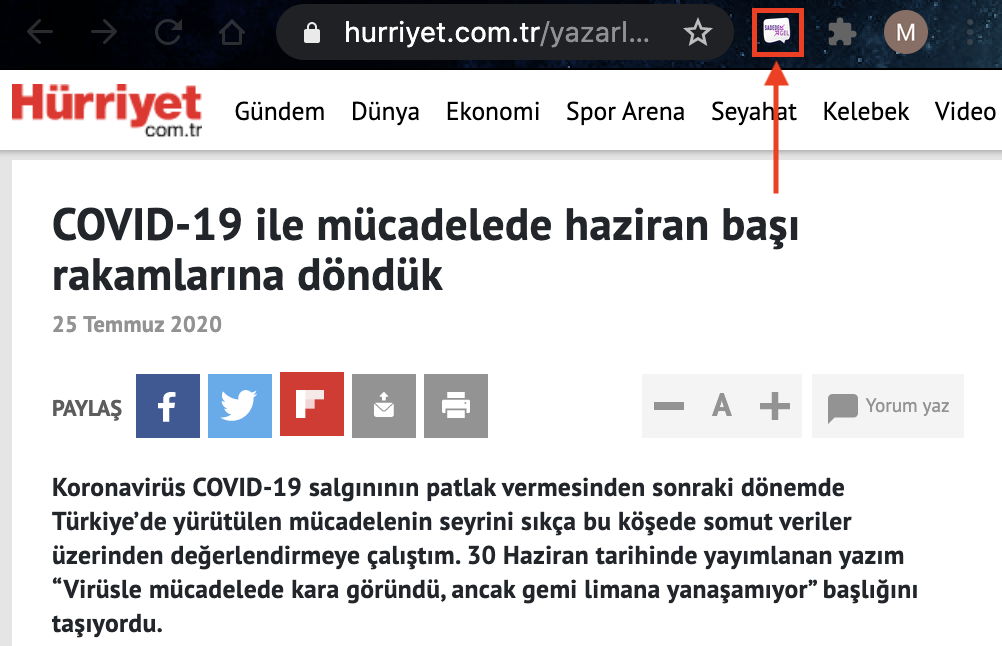 hurriyet.com.tr/yazarl...
SADEDE
GEL
M
Hürriyet
com.tr
Gündem Dünya Ekonomi Spor Arena Seyahat Kelebek Video
COVID-19 ile mücadelede haziran başı
rakamlarına döndük
25 Temmuz 2020
PAYLAŞ
A
Yorum yaz
Koronavirüs COVID-19 salgınının patlak vermesinden sonraki dönemde
Türkiye’de yürütülen mücadelenin seyrini sıkça bu köşede somut veriler
üzerinden değerlendirmeye çalıştım. 30 Haziran tarihinde yayımlanan yazım
“Virüsle mücadelede kara göründü, ancak gemi limana yanaşamıyor” başlığını
taşıyordu.